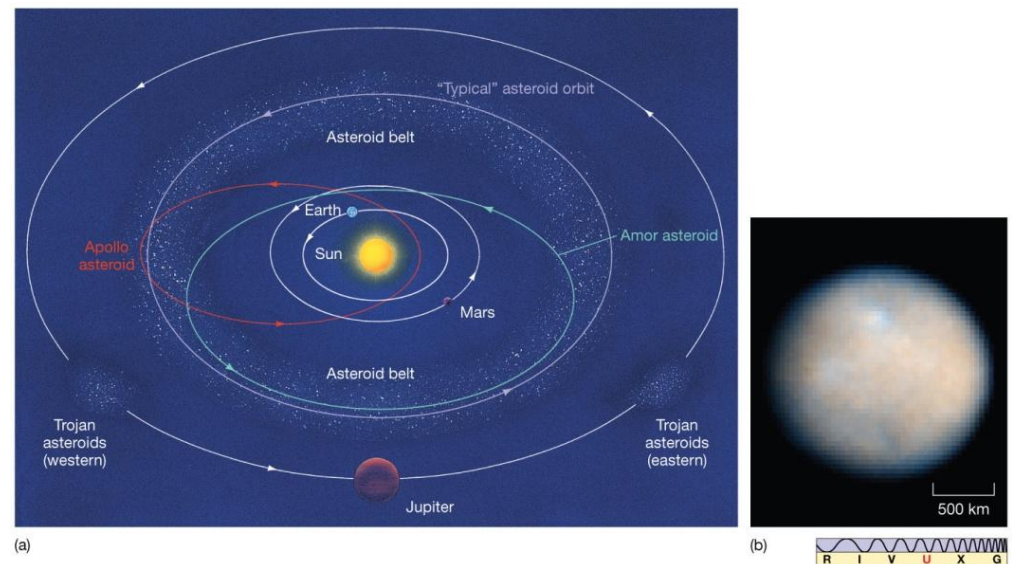 "Typical" asteroid orbit
Asteroid belt
Earth
Sun
Apollo
asteroid
Amor asteroid
Mars
Asteroid belt
Trojan
asteroids
(western)
Trojan
asteroids
(eastern)
Jupiter
500 km
(a)
(b)
R I V U X G